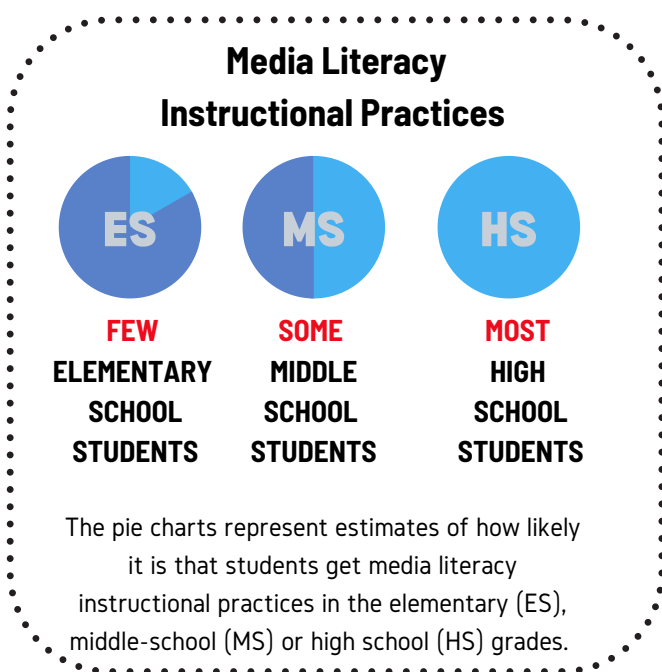 Media Literacy
Instructional Practices
ES
MS
HS
FEW
ELEMENTARY
SCHOOL
STUDENTS
SOME
MIDDLE
SCHOOL
STUDENTS
MOST
HIGH
SCHOOL
STUDENTS
The pie charts represent estimates of how likely
it is that students get media literacy
instructional practices in the elementary (ES),
middle-school (MS) or high school (HS) grades.